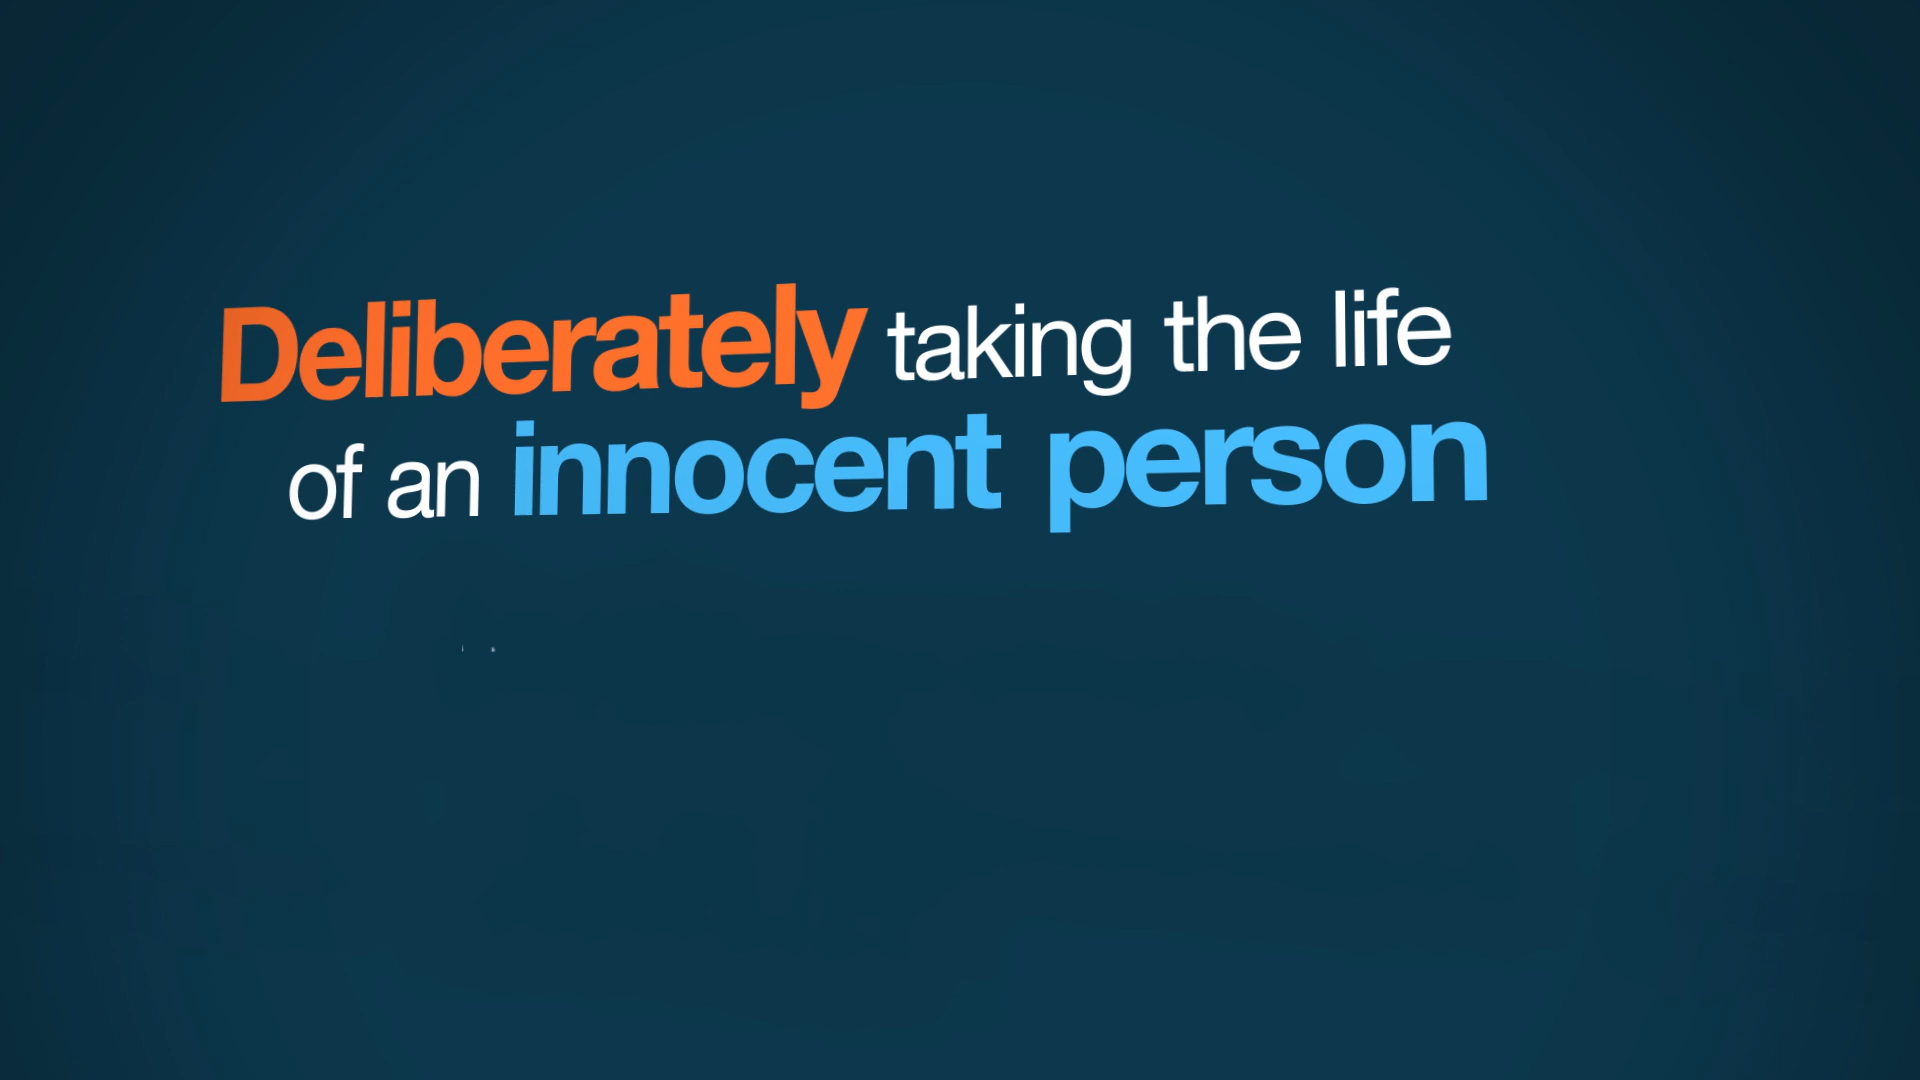 Deliberately taking the life
of an innocent person